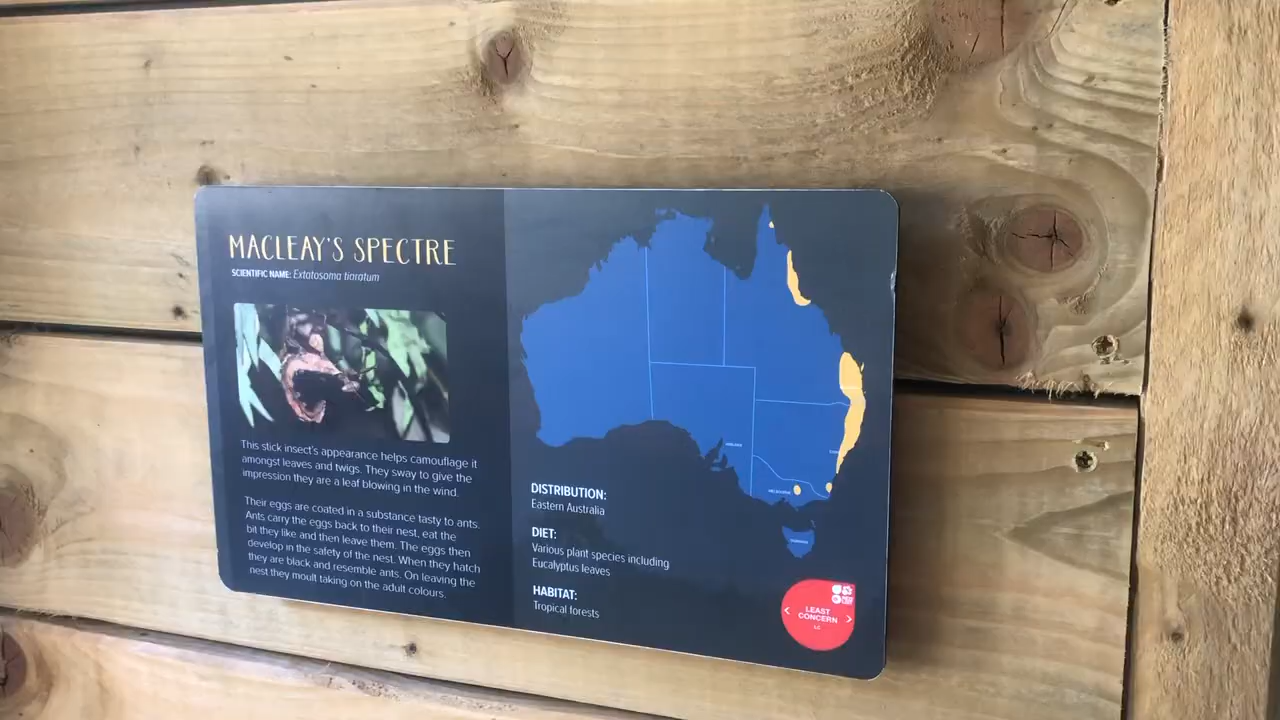 MACLEAY'S SPECTRE
SCIENTIFIC NAME: Extatosoma tiaratum
This stick insect's appearance helps camouflage it
amongst leaves and twigs. They sway to give the
impression they are a leaf blowing in the wind.
Their eggs are coated in a substance tasty to ants.
Ants carry the eggs back to their nest, eat the
bit they like and then leave them. The eggs then
develop in the safety of the nest. When they hatch
they are black and resemble ants. On leaving the
nest they moult taking on the adult colours.
ADELAIDE
MELBOURNE
DISTRIBUTION:
Eastern Australia
DIET:
Various plant species including
Eucalyptus leaves
HABITAT:
Tropical forests
< LEAST CONCERN >
LC